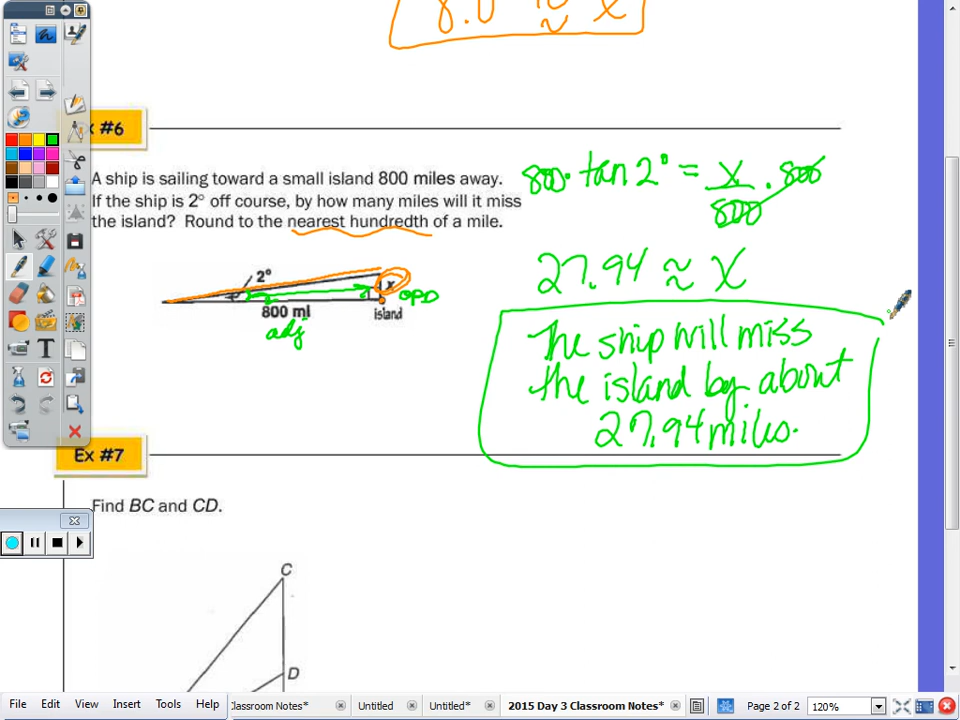 8.0 ≈ x
Ex #6
A ship is sailing toward a small island 800 miles away.
If the ship is 2° off course, by how many miles will it miss
the island? Round to the nearest hundredth of a mile.
800 · tan 2° = x/800 · 800
27.94 ≈ x
2°
x
opp
800 mi
island
adj
The ship will miss
the island by about
27.94 miles.
Ex #7
Find BC and CD.
C
D
File Edit View Insert Tools Help
Classroom Notes*
Untitled
Untitled*
2015 Day 3 Classroom Notes*
Page 2 of 2
120%